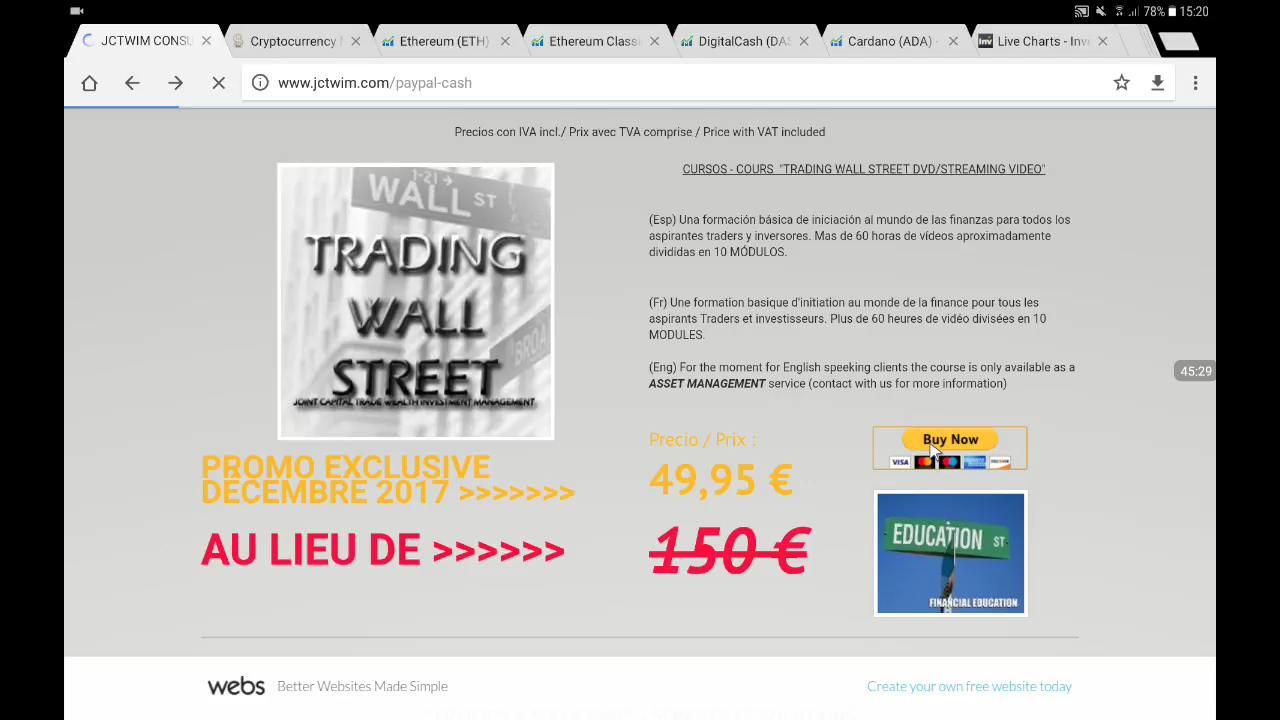 78% 15:20
JCTWIM CONSU
Cryptocurrency
Ethereum (ETH)
Ethereum Class
DigitalCash (DAS
Cardano (ADA) -
Live Charts - Inve
www.jctwim.com/paypal-cash
Precios con IVA incl./ Prix avec TVA comprise / Price with VAT included
1-21
WALL ST
TRADING
WALL
STREET
JOINT CAPITAL TRADE WEALTH INVESTMENT MANAGEMENT
CURSOS - COURS "TRADING WALL STREET DVD/STREAMING VIDEO"
(Esp) Una formación básica de iniciación al mundo de las finanzas para todos los
aspirantes traders y inversores. Mas de 60 horas de vídeos aproximadamente
divididas en 10 MÓDULOS.
(Fr) Une formation basique d'initiation au monde de la finance pour tous les
aspirants Traders et investisseurs. Plus de 60 heures de vidéo divisées en 10
MODULES.
(Eng) For the moment for English speeking clients the course is only available as a
ASSET MANAGEMENT service (contact with us for more information)
45:29
PROMO EXCLUSIVE
DECEMBRE 2017 >>>>>>>
AU LIEU DE >>>>>>
Precio / Prix :
49,95 €
150 €
Buy Now
VISA
EDUCATION ST
FINANCIAL EDUCATION
webs Better Websites Made Simple
Create your own free website today